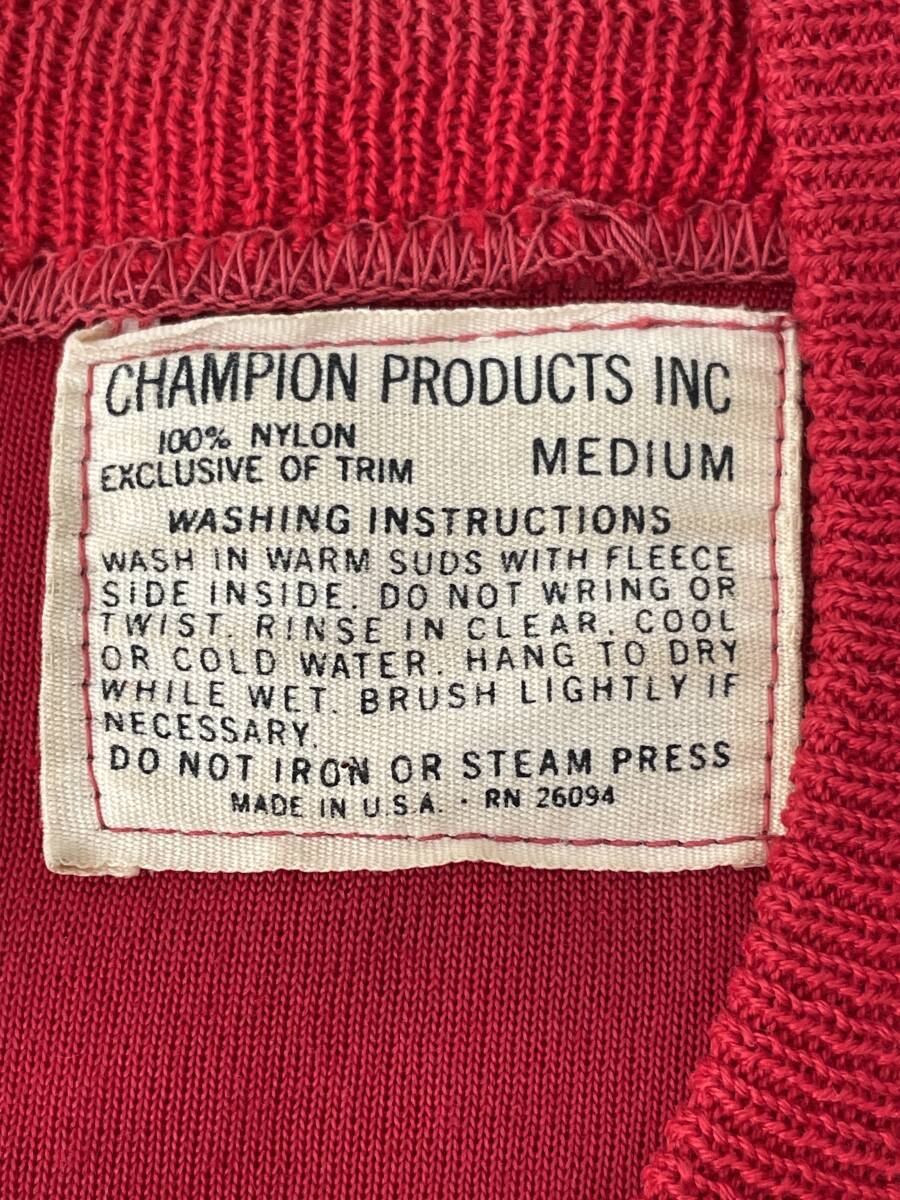 CHAMPION PRODUCTS INC
100% NYLON
EXCLUSIVE OF TRIM
MEDIUM
WASHING INSTRUCTIONS
WASH IN WARM SUDS WITH FLEECE
SIDE INSIDE. DO NOT WRING OR
TWIST. RINSE IN CLEAR, COOL
OR COLD WATER. HANG TO DRY
WHILE WET. BRUSH LIGHTLY IF
NECESSARY.
DO NOT IRON OR STEAM PRESS
MADE IN U.S.A. · RN 26094